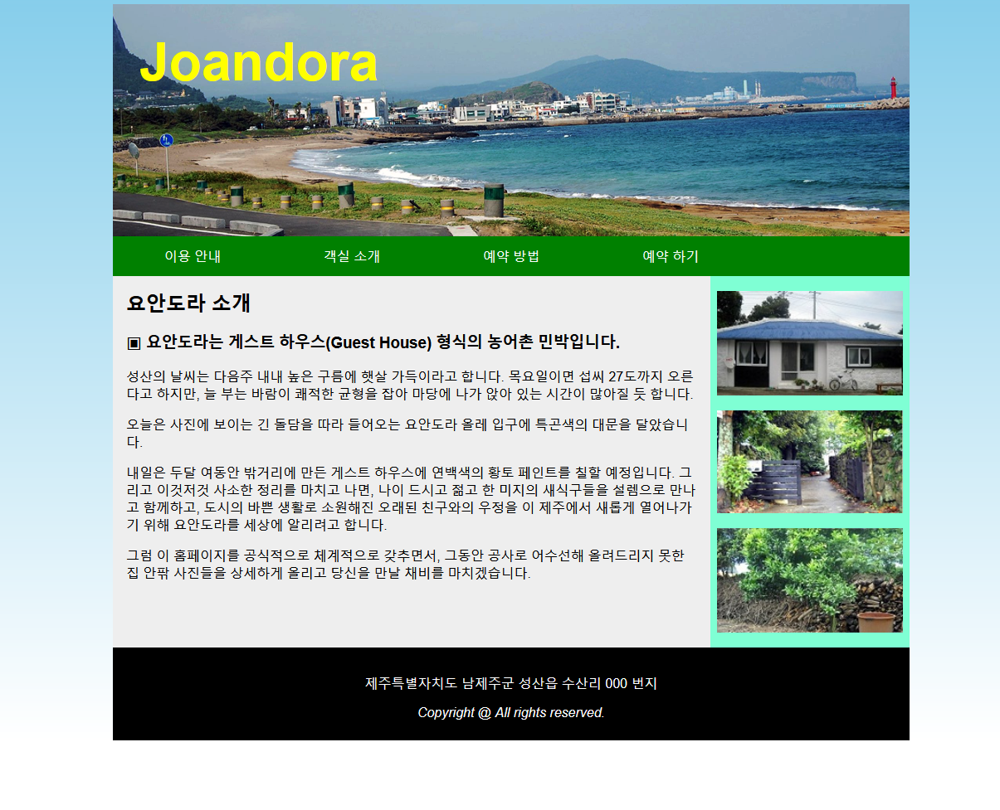 Joandora
이용 안내 객실 소개 예약 방법 예약 하기
요안도라 소개
▣ 요안도라는 게스트 하우스(Guest House) 형식의 농어촌 민박입니다.
성산의 날씨는 다음주 내내 높은 구름에 햇살 가득이라고 합니다. 목요일이면 섭씨 27도까지 오른
다고 하지만, 늘 부는 바람이 쾌적한 균형을 잡아 마당에 나가 앉아 있는 시간이 많아질 듯 합니다.
오늘은 사진에 보이는 긴 돌담을 따라 들어오는 요안도라 올레 입구에 특곤색의 대문을 달았습니
다.
내일은 두달 여동안 밖거리에 만든 게스트 하우스에 연백색의 황토 페인트를 칠할 예정입니다. 그
리고 이것저것 사소한 정리를 마치고 나면, 나이 드시고 젊고 한 미지의 새식구들을 설렘으로 만나
고 함께하고, 도시의 바쁜 생활로 소원해진 오래된 친구와의 우정을 이 제주에서 새롭게 열어나가
기 위해 요안도라를 세상에 알리려고 합니다.
그럼 이 홈페이지를 공식적으로 체계적으로 갖추면서, 그동안 공사로 어수선해 올려드리지 못한
집 안팎 사진들을 상세하게 올리고 당신을 만날 채비를 마치겠습니다.
제주특별자치도 남제주군 성산읍 수산리 000 번지
Copyright @ All rights reserved.